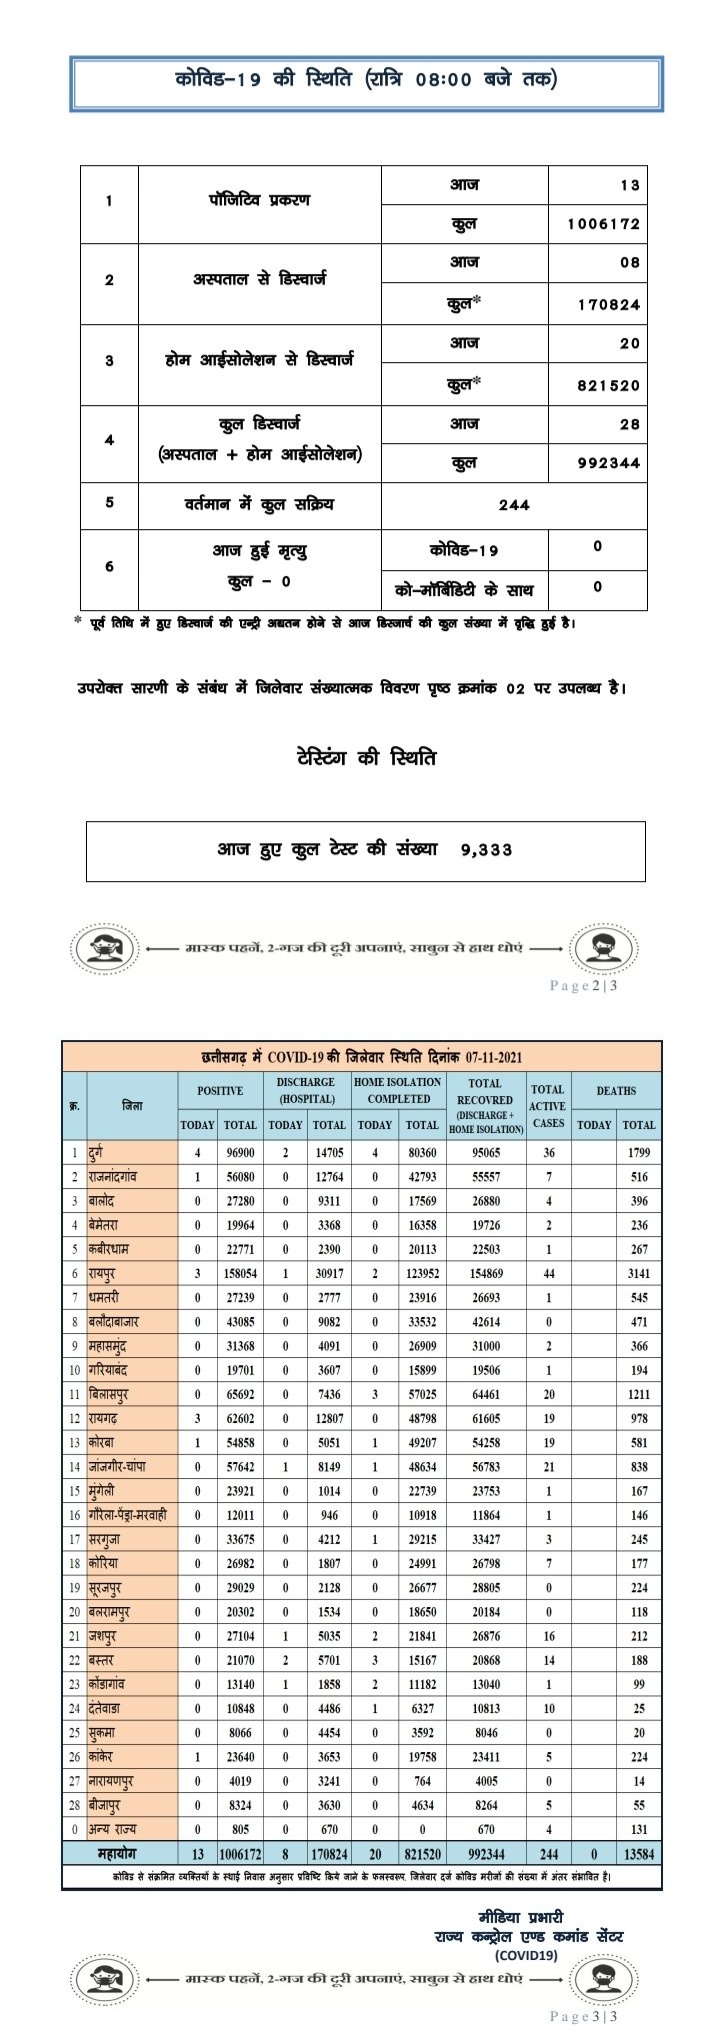 कोविड–19 की स्थिति (रात्रि 08:00 बजे तक)
1 पॉजिटिव प्रकरण आज 13
कुल 1006172
2 अस्पताल से डिस्चार्ज आज 08
कुल* 170824
3 होम आईसोलेशन से डिस्चार्ज आज 20
कुल* 821520
4 कुल डिस्चार्ज (अस्पताल + होम आईसोलेशन) आज 28
कुल 992344
5 वर्तमान में कुल सक्रिय 244
6 आज हुई मृत्यु कुल – 0 कोविड–19 0
को–मॉर्बिडिटी के साथ 0
* पूर्व तिथि में हुए डिस्चार्ज की एन्ट्री अद्यतन होने से आज डिस्जार्च की कुल संख्या में वृद्धि हुई है।
उपरोक्त सारणी के संबंध में जिलेवार संख्यात्मक विवरण पृष्ठ क्रमांक 02 पर उपलब्ध है।
टेस्टिंग की स्थिति
आज हुए कुल टेस्ट की संख्या 9,333
मास्क पहनें, 2-गज की दूरी अपनाएं, साबुन से हाथ धोएं
Page2|3
छत्तीसगढ़ में COVID-19 की जिलेवार स्थिति दिनांक 07-11-2021
क्र. जिला POSITIVE DISCHARGE (HOSPITAL) HOME ISOLATION COMPLETED TOTAL RECOVRED (DISCHARGE + HOME ISOLATION) TOTAL ACTIVE CASES DEATHS
TODAY TOTAL TODAY TOTAL TODAY TOTAL TODAY TOTAL
1 दुर्ग 4 96900 2 14705 4 80360 95065 36 1799
2 राजनांदगांव 1 56080 0 12764 0 42793 55557 7 516
3 बालोद 0 27280 0 9311 0 17569 26880 4 396
4 बेमेतरा 0 19964 0 3368 0 16358 19726 2 236
5 कबीरधाम 0 22771 0 2390 0 20113 22503 1 267
6 रायपुर 3 158054 1 30917 2 123952 154869 44 3141
7 धमतरी 0 27239 0 2777 0 23916 26693 1 545
8 बलौदाबाजार 0 43085 0 9082 0 33532 42614 0 471
9 महासमुंद 0 31368 0 4091 0 26909 31000 2 366
10 गरियाबंद 0 19701 0 3607 0 15899 19506 1 194
11 बिलासपुर 0 65692 0 7436 3 57025 64461 20 1211
12 रायगढ़ 3 62602 0 12807 0 48798 61605 19 978
13 कोरबा 1 54858 0 5051 1 49207 54258 19 581
14 जांजगीर-चांपा 0 57642 1 8149 1 48634 56783 21 838
15 मुंगेली 0 23921 0 1014 0 22739 23753 1 167
16 गौरेला-पेंड्रा-मरवाही 0 12011 0 946 0 10918 11864 1 146
17 सरगुजा 0 33675 0 4212 1 29215 33427 3 245
18 कोरिया 0 26982 0 1807 0 24991 26798 7 177
19 सूरजपुर 0 29029 0 2128 0 26677 28805 0 224
20 बलरामपुर 0 20302 0 1534 0 18650 20184 0 118
21 जशपुर 0 27104 1 5035 2 21841 26876 16 212
22 बस्तर 0 21070 2 5701 3 15167 20868 14 188
23 कोंडागांव 0 13140 1 1858 2 11182 13040 1 99
24 दंतेवाडा 0 10848 0 4486 1 6327 10813 10 25
25 सुकमा 0 8066 0 4454 0 3592 8046 0 20
26 कांकेर 1 23640 0 3653 0 19758 23411 5 224
27 नारायणपुर 0 4019 0 3241 0 764 4005 0 14
28 बीजापुर 0 8324 0 3630 0 4634 8264 5 55
0 अन्य राज्य 0 805 0 670 0 0 670 4 131
महायोग 13 1006172 8 170824 20 821520 992344 244 0 13584
कोविड से संक्रमित व्यक्तियों के स्थाई निवास अनुसार प्रविष्टि किये जाने के फलस्वरूप, जिलेवार दर्ज कोविड मरीजों की संख्या में अंतर संभावित है।
मीडिया प्रभारी
राज्य कन्ट्रोल एण्ड कमांड सेंटर
(COVID19)
मास्क पहनें, 2-गज की दूरी अपनाएं, साबुन से हाथ धोएं
Page3|3